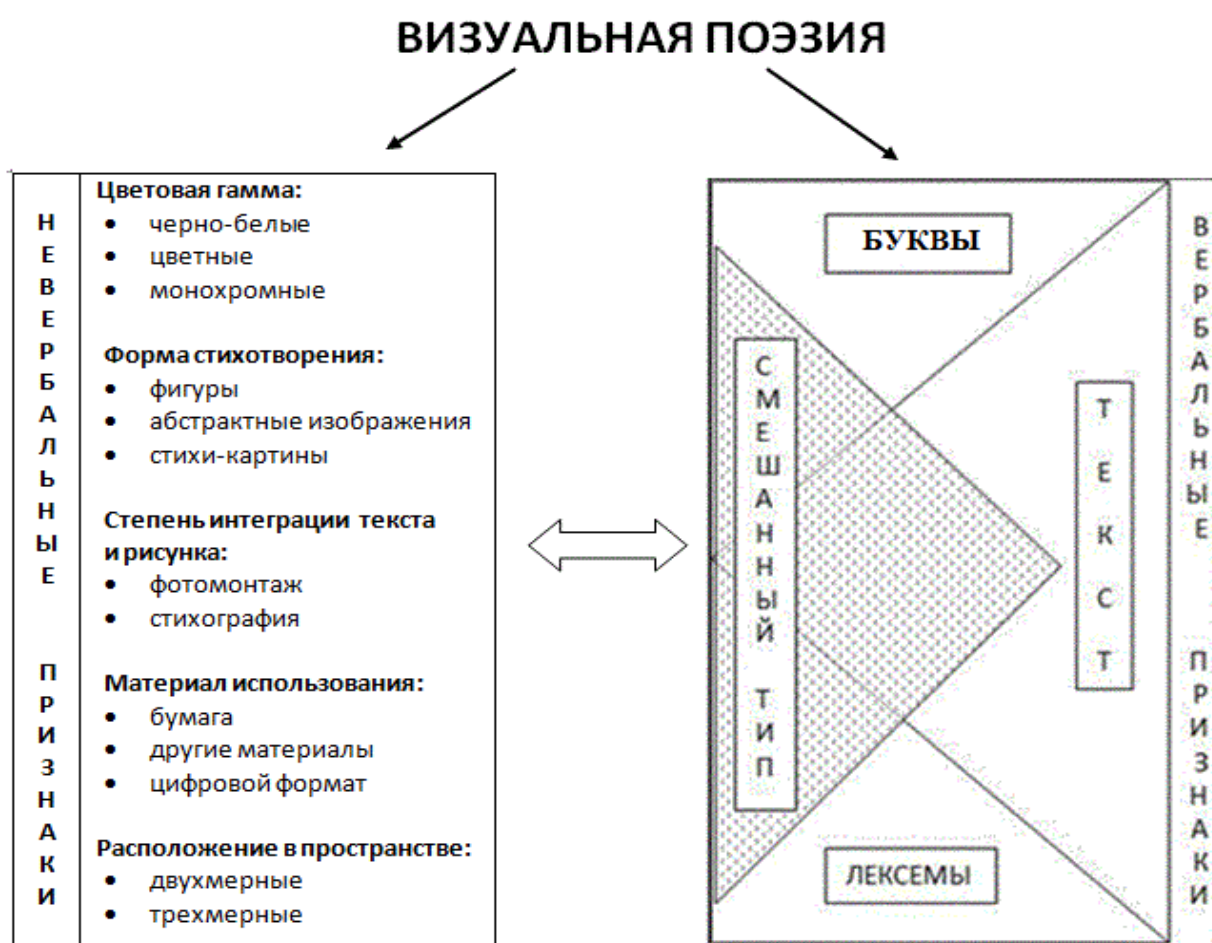 ВИЗУАЛЬНАЯ ПОЭЗИЯ
НЕВЕРБАЛЬНЫЕ ПРИЗНАКИ
Цветовая гамма:
• черно-белые
• цветные
• монохромные
Форма стихотворения:
• фигуры
• абстрактные изображения
• стихи-картины
Степень интеграции текста
и рисунка:
• фотомонтаж
• стихография
Материал использования:
• бумага
• другие материалы
• цифровой формат
Расположение в пространстве:
• двухмерные
• трехмерные
БУКВЫ
СМЕШАННЫЙ ТИП
ТЕКСТ
ЛЕКСЕМЫ
ВЕРБАЛЬНЫЕ ПРИЗНАКИ